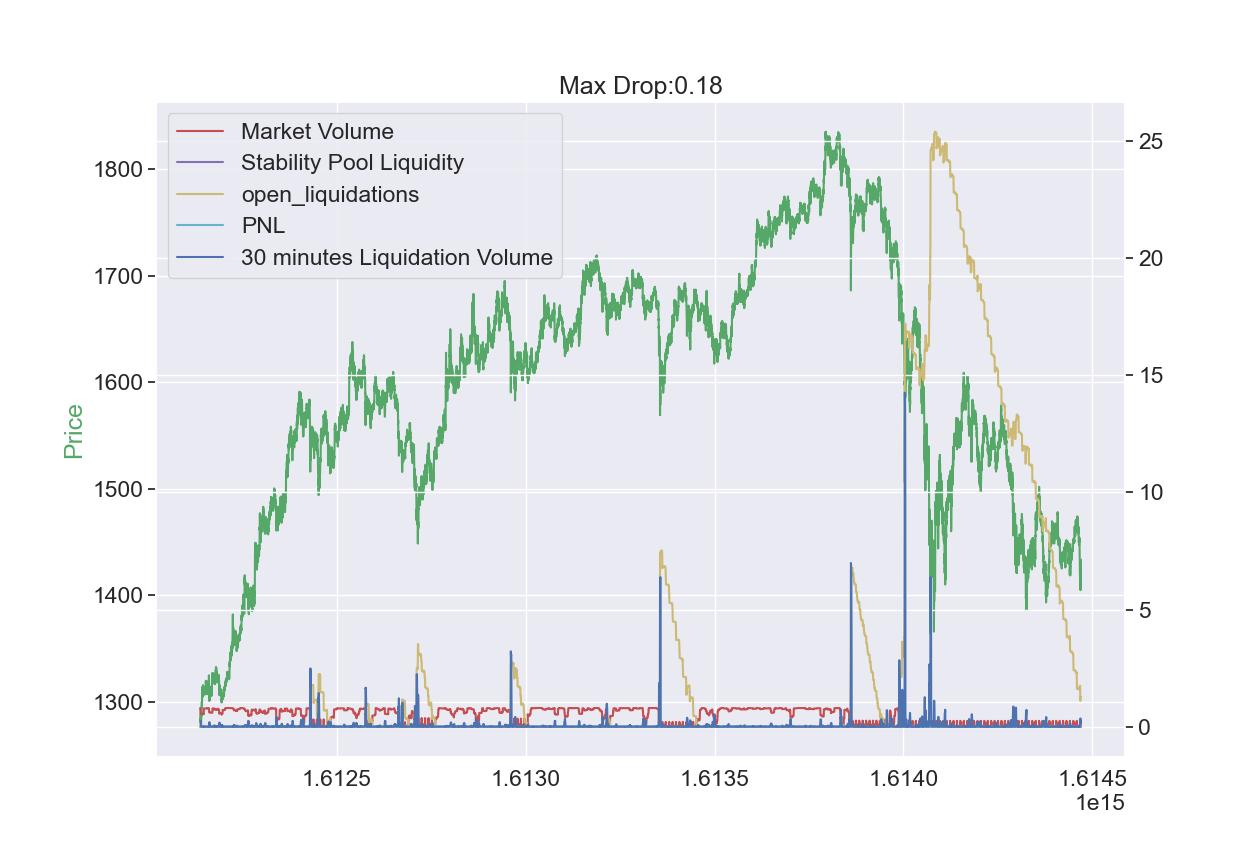 Max Drop:0.18
Market Volume
Stability Pool Liquidity
open_liquidations
PNL
30 minutes Liquidation Volume
Price
1800
1700
1600
1500
1400
1300
25
20
15
10
5
0
1.6125 1.6130 1.6135 1.6140 1.6145
1e15